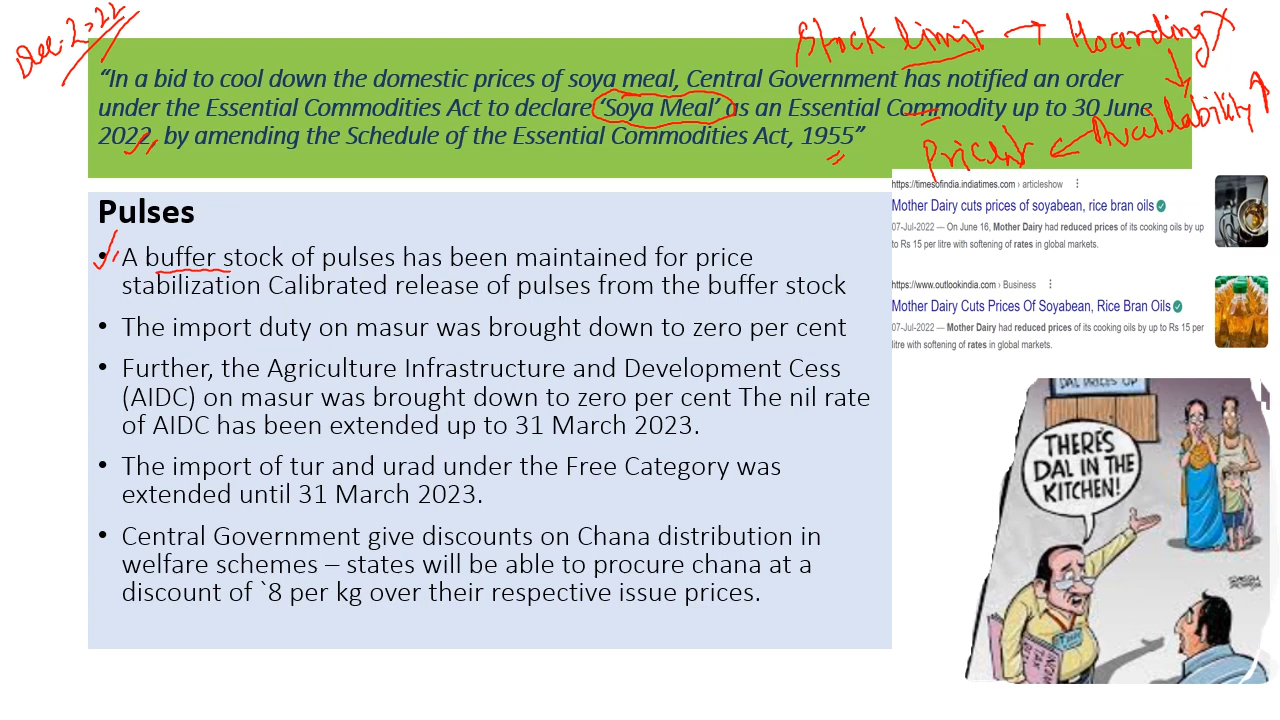 Dec. 2022
Stock limit → Hoarding X
Availability ↑
Prices ↓
“In a bid to cool down the domestic prices of soya meal, Central Government has notified an order
under the Essential Commodities Act to declare ‘Soya Meal’ as an Essential Commodity up to 30 June
2022, by amending the Schedule of the Essential Commodities Act, 1955”
Pulses
• A buffer stock of pulses has been maintained for price
stabilization Calibrated release of pulses from the buffer stock
• The import duty on masur was brought down to zero per cent
• Further, the Agriculture Infrastructure and Development Cess
(AIDC) on masur was brought down to zero per cent The nil rate
of AIDC has been extended up to 31 March 2023.
• The import of tur and urad under the Free Category was
extended until 31 March 2023.
• Central Government give discounts on Chana distribution in
welfare schemes – states will be able to procure chana at a
discount of `8 per kg over their respective issue prices.
https://timesofindia.indiatimes.com › articleshow
Mother Dairy cuts prices of soyabean, rice bran oils
07-Jul-2022 — On June 16, Mother Dairy had reduced prices of its cooking oils by up
to Rs 15 per litre with softening of rates in global markets.
https://www.outlookindia.com › Business
Mother Dairy Cuts Prices Of Soyabean, Rice Bran Oils
07-Jul-2022 — Mother Dairy had reduced prices of its cooking oils by up to Rs 15 per
litre with softening of rates in global markets.
DAL PRICES UP
THERE'S
DAL IN THE
KITCHEN!